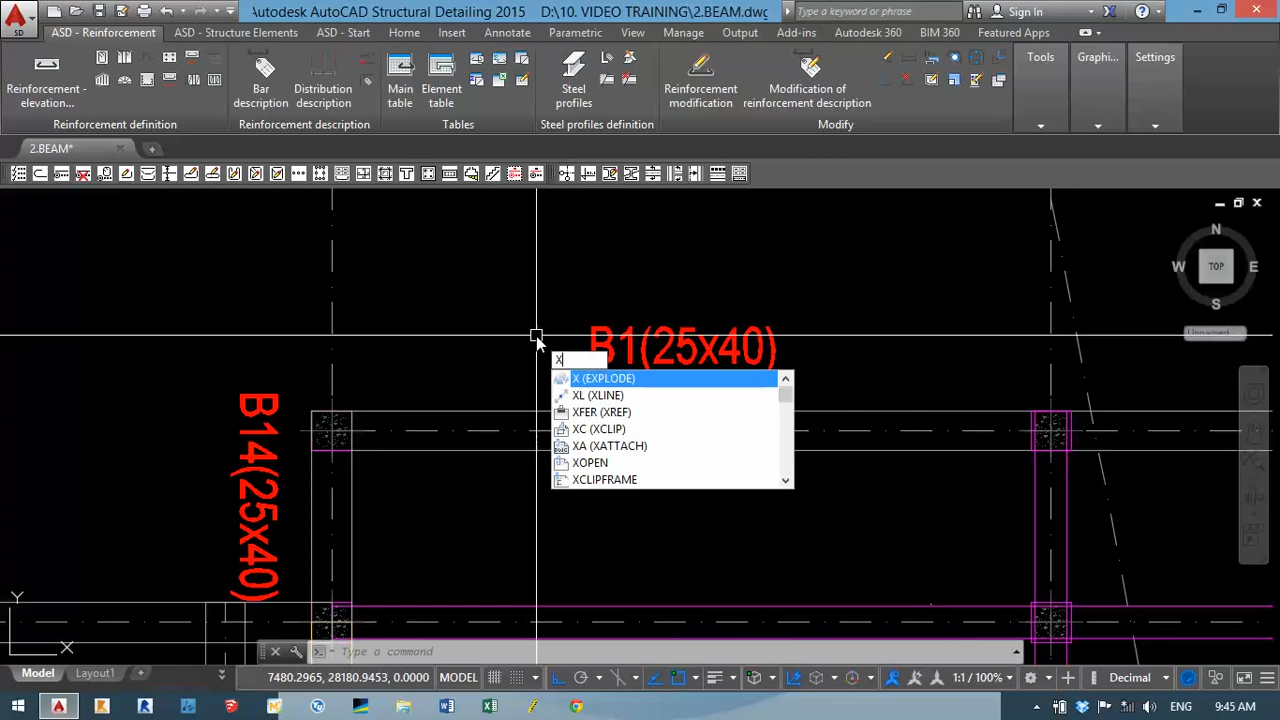 Autodesk AutoCAD Structural Detailing 2015 D:\10. VIDEO TRAINING\2.BEAM.dwg
Type a keyword or phrase
Sign In
SD
ASD - Reinforcement ASD - Structure Elements ASD - Start Home Insert Annotate Parametric View Manage Output Add-ins Autodesk 360 BIM 360 Featured Apps
Reinforcement - elevation...
Bar description
Distribution description
Main table
Element table
Steel profiles
Reinforcement modification
Modification of reinforcement description
Tools
Graphi...
Settings
Reinforcement definition Reinforcement description Tables Steel profiles definition Modify
2.BEAM*
N
W TOP E
S
Unnamed
B1(25x40)
X
X (EXPLODE)
XL (XLINE)
XFER (XREF)
XC (XCLIP)
XA (XATTACH)
XOPEN
XCLIPFRAME
B14(25x40)
Y
X
Type a command
Model Layout1
7480.2965, 28180.9453, 0.0000 MODEL 1:1 / 100% Decimal
ENG 9:45 AM